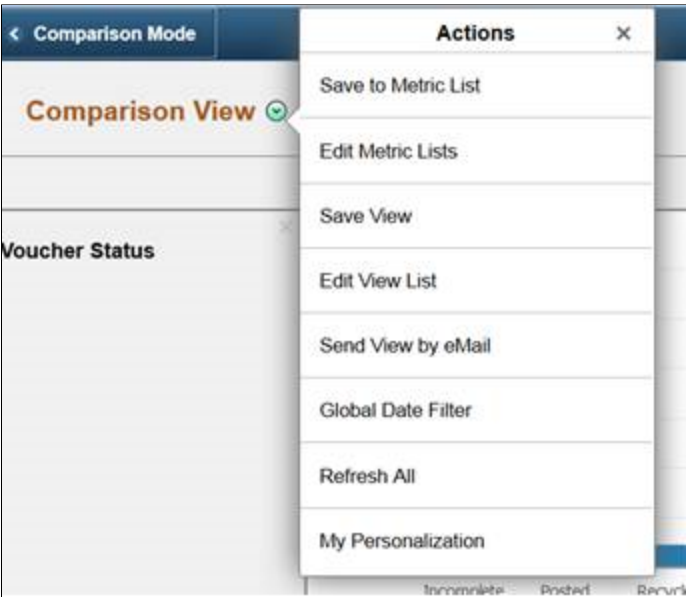 Comparison Mode
Actions
Comparison View
Save to Metric List
Edit Metric Lists
Save View
Voucher Status
Edit View List
Send View by eMail
Global Date Filter
Refresh All
My Personalization
Incomplete Posted